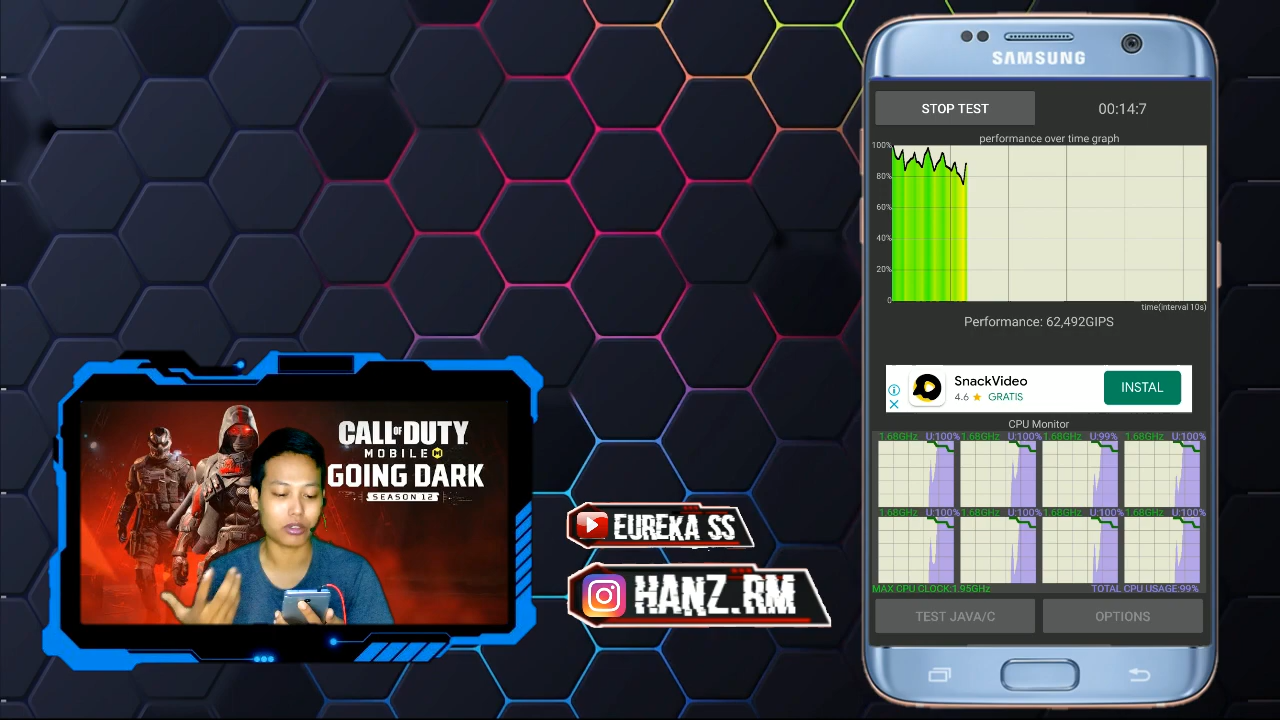 SAMSUNG
STOP TEST
00:14:7
performance over time graph
100%
80%
60%
40%
20%
0
time(interval 10s)
Performance: 62,492GIPS
SnackVideo
4.6 ★ GRATIS
INSTAL
CPU Monitor
1.68GHz U:100% 1.68GHz U:100% 1.68GHz U:99% 1.68GHz U:100%
1.68GHz U:100% 1.68GHz U:100% 1.68GHz U:100% 1.68GHz U:100%
MAX CPU CLOCK:1.95GHz TOTAL CPU USAGE:99%
TEST JAVA/C
OPTIONS
CALL OF DUTY
MOBILE
GOING DARK
SEASON 12
EUREKA SS
HANZ.RM